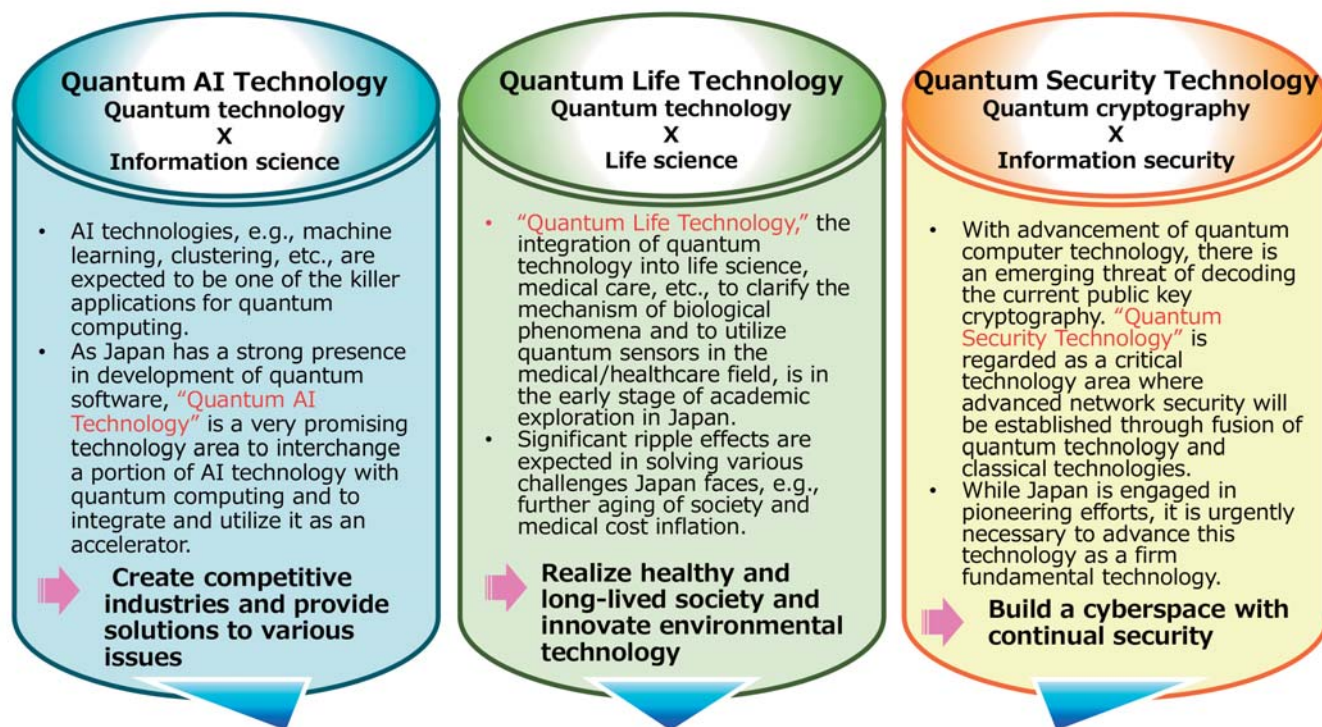 Quantum AI Technology
Quantum technology
X
Information science
• AI technologies, e.g., machine
learning, clustering, etc., are
expected to be one of the killer
applications for quantum
computing.
• As Japan has a strong presence
in development of quantum
software, “Quantum AI
Technology” is a very promising
technology area to interchange
a portion of AI technology with
quantum computing and to
integrate and utilize it as an
accelerator.
Create competitive
industries and provide
solutions to various
issues
Quantum Life Technology
Quantum technology
X
Life science
• “Quantum Life Technology,” the
integration of quantum
technology into life science,
medical care, etc., to clarify the
mechanism of biological
phenomena and to utilize
quantum sensors in the
medical/healthcare field, is in
the early stage of academic
exploration in Japan.
• Significant ripple effects are
expected in solving various
challenges Japan faces, e.g.,
further aging of society and
medical cost inflation.
Realize healthy and
long-lived society and
innovate environmental
technology
Quantum Security Technology
Quantum cryptography
X
Information security
• With advancement of quantum
computer technology, there is
an emerging threat of decoding
the current public key
cryptography. “Quantum
Security Technology” is
regarded as a critical
technology area where
advanced network security will
be established through fusion of
quantum technology and
classical technologies.
• While Japan is engaged in
pioneering efforts, it is urgently
necessary to advance this
technology as a firm
fundamental technology.
Build a cyberspace with
continual security